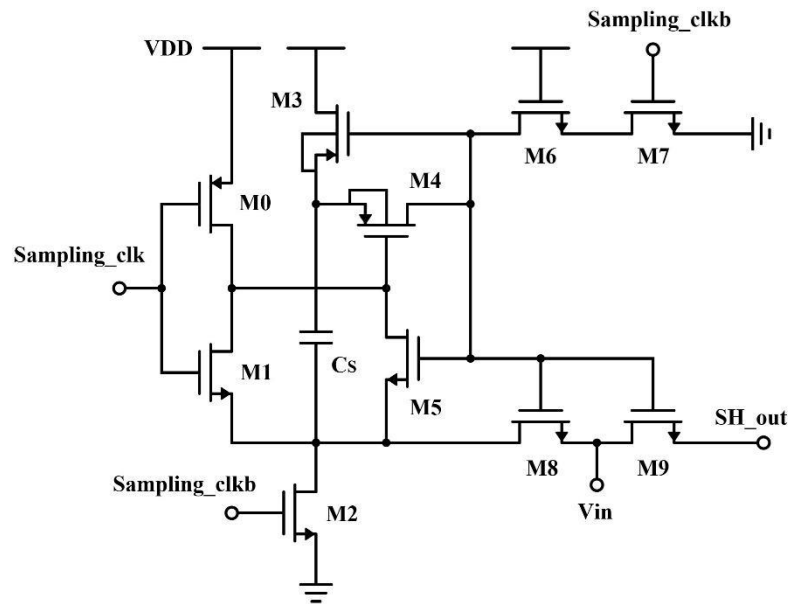 Sampling_clkb
VDD
M3
M6
M7
M4
M0
Sampling_clk
Cs
M1
M5
SH_out
M8
M9
Sampling_clkb
M2
Vin